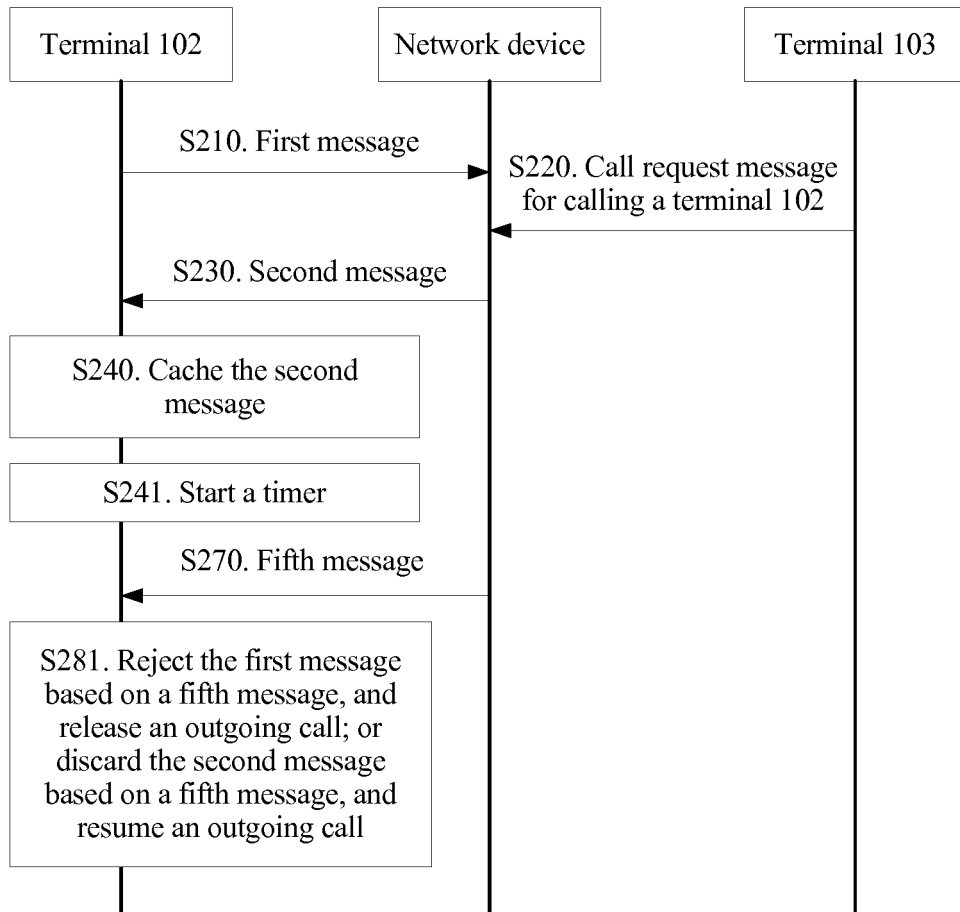 Terminal 102
Network device
Terminal 103
S210. First message
S220. Call request message
for calling a terminal 102
S230. Second message
S240. Cache the second
message
S241. Start a timer
S270. Fifth message
S281. Reject the first message
based on a fifth message, and
release an outgoing call; or
discard the second message
based on a fifth message, and
resume an outgoing call